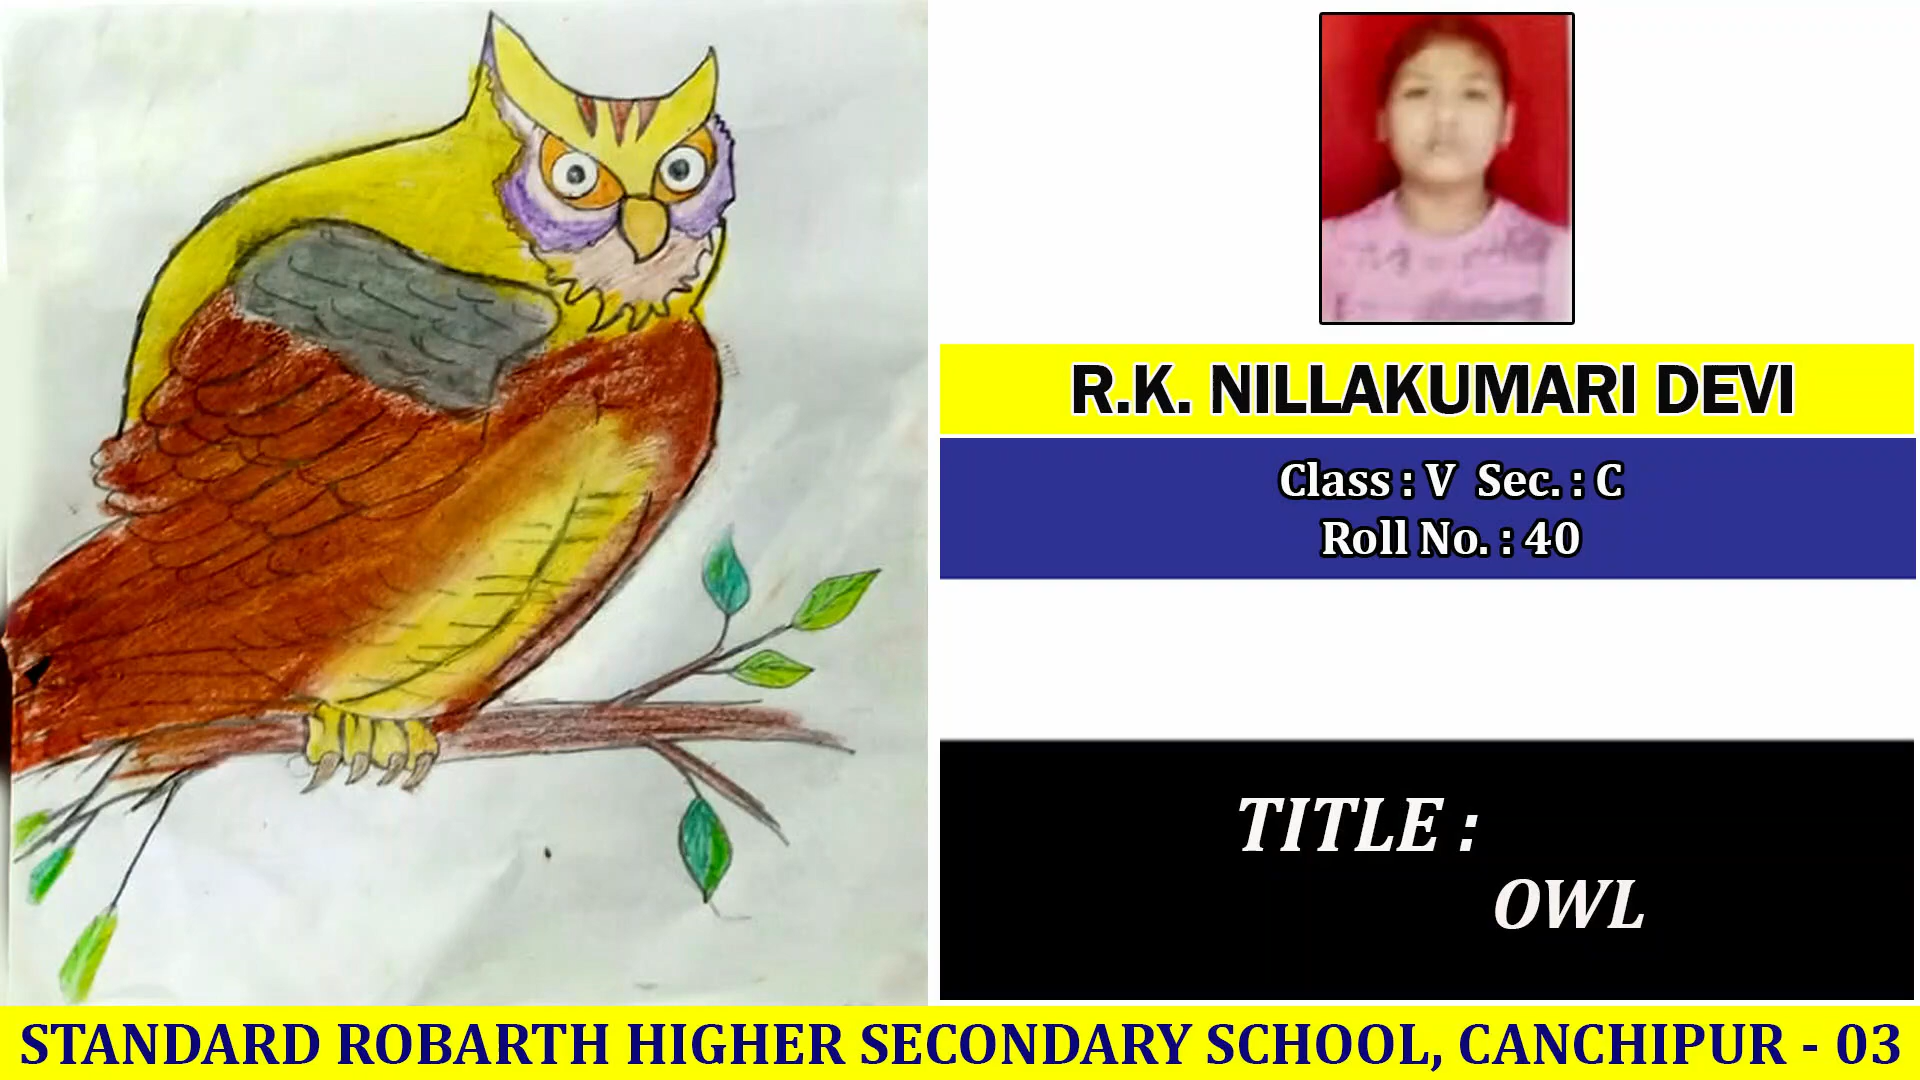 R.K. NILLAKUMARI DEVI
Class : V Sec. : C
Roll No. : 40
TITLE :
OWL
STANDARD ROBARTH HIGHER SECONDARY SCHOOL, CANCHIPUR - 03